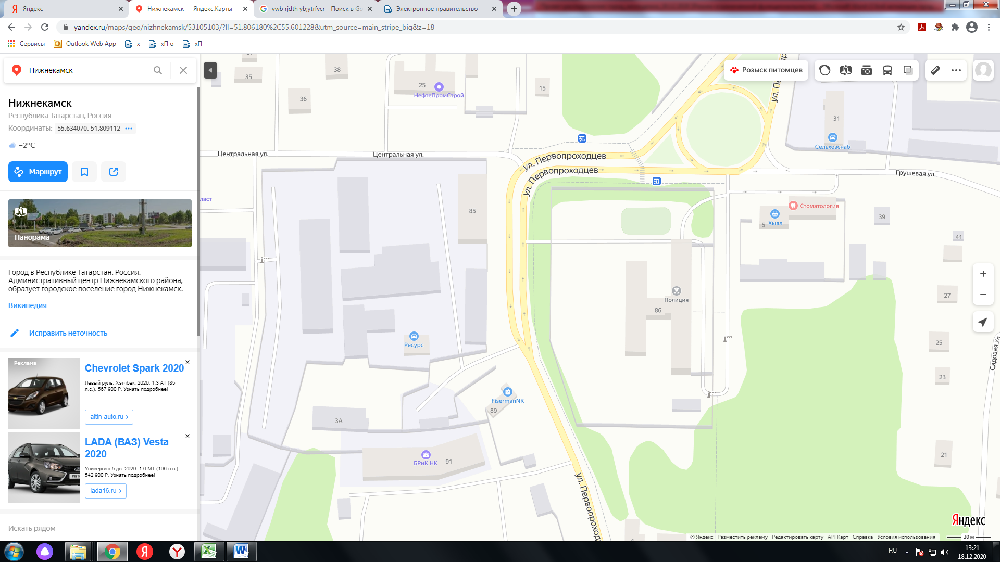 Яндекс
Нижнекамск — Яндекс.Карты
vwb rjdth yb;ytrfvcr - Поиск в Go
Электронное правительство
yandex.ru/maps/geo/nizhnekamsk/53105103/?ll=51.806180%2C55.601228&utm_source=main_stripe_big&z=18
Сервисы
Outlook Web App
х
хП о
хП
Нижнекамск
Нижнекамск
Республика Татарстан, Россия
Координаты: 55.634070, 51.809112
−2°C
Маршрут
Панорама
Город в Республике Татарстан, Россия.
Административный центр Нижнекамского района,
образует городское поселение город Нижнекамск.
Википедия
Исправить неточность
Реклама
Chevrolet Spark 2020
Левый руль. Хэтчбек. 2020. 1.3 AT (85
л.с.). 567 900 ₽. Узнать подробнее!
altin-auto.ru
LADA (ВАЗ) Vesta
2020
Универсал 5 дв. 2020. 1.6 MT (106 л.с.).
542 900 ₽. Узнать подробнее!
lada16.ru
Искать рядом
Розыск питомцев
37
35
38
36
25
НефтеПромСтрой
15
31
Сельхозснаб
Центральная ул.
Центральная ул.
ул. Первопроходцев
ул. Первопроходцев
ул. Пе
Грушевая ул.
ласт
85
Стоматология
5
Хыял
39
41
27
25
23
21
Садовая ул
Полиция
86
Ресурс
FisermanNK
89
3А
БРиК НК
91
ул. Первопроходц
1
Яндекс
© Яндекс
Разместить рекламу
Редактировать карту
API Карт
Справка
Условия использования
30 м
RU
13:21
18.12.2020